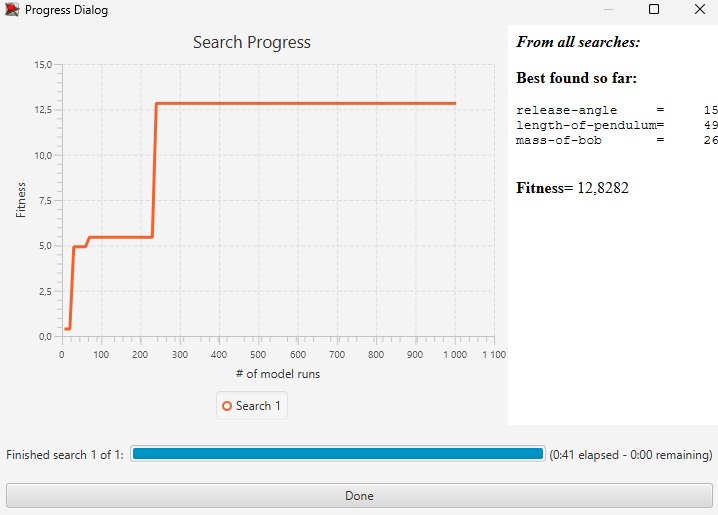 Progress Dialog
Search Progress
15,0
12,5
10,0
7,5
5,0
2,5
0,0
Fitness
0 100 200 300 400 500 600 700 800 900 1 000 1 100
# of model runs
Search 1
From all searches:
Best found so far:
release-angle = 15
length-of-pendulum= 49
mass-of-bob = 26
Fitness= 12,8282
Finished search 1 of 1: (0:41 elapsed - 0:00 remaining)
Done